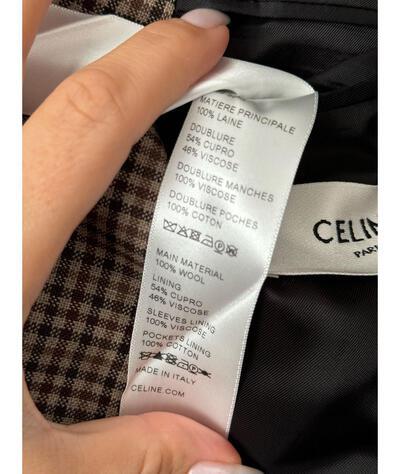 MATIERE PRINCIPALE
100% LAINE
DOUBLURE
54% CUPRO
46% VISCOSE
DOUBLURE MANCHES
100% VISCOSE
DOUBLURE POCHES
100% COTON
MAIN MATERIAL
100% WOOL
LINING
54% CUPRO
46% VISCOSE
SLEEVES LINING
100% VISCOSE
POCKETS LINING
100% COTTON
MADE IN ITALY
CELINE.COM